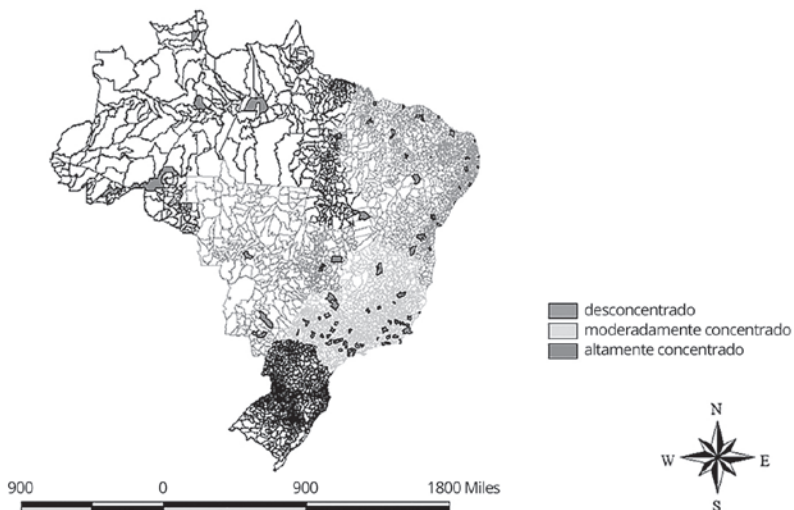 desconcentrado
moderadamente concentrado
altamente concentrado
N
W E
S
900 0 900 1800 Miles